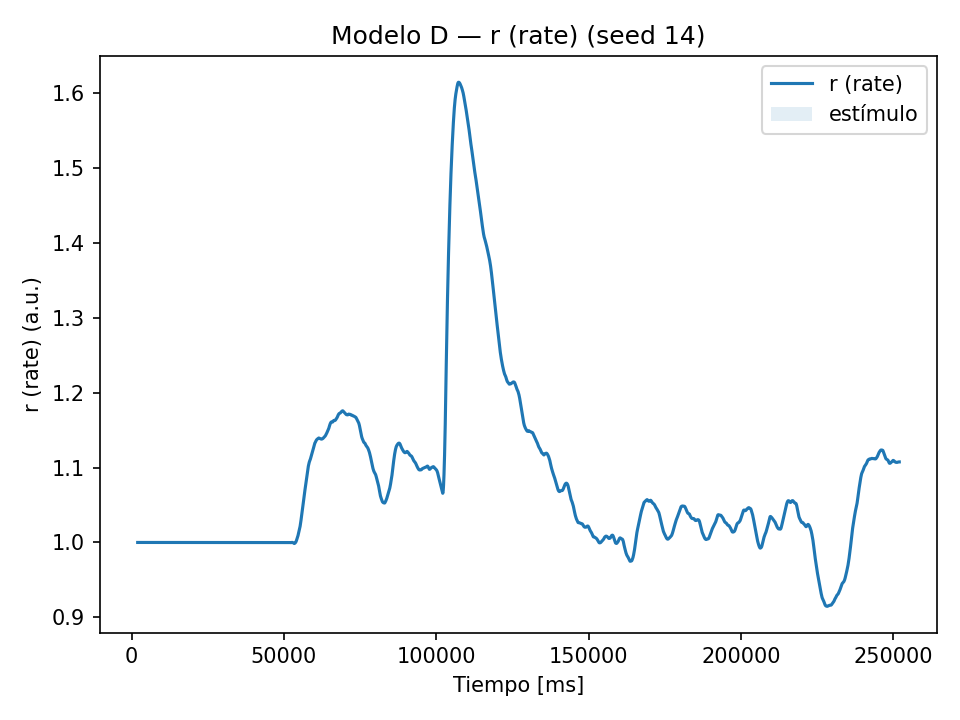 Modelo D — r (rate) (seed 14)
r (rate)
estímulo
r (rate) (a.u.)
1.6
1.5
1.4
1.3
1.2
1.1
1.0
0.9
0 50000 100000 150000 200000 250000
Tiempo [ms]